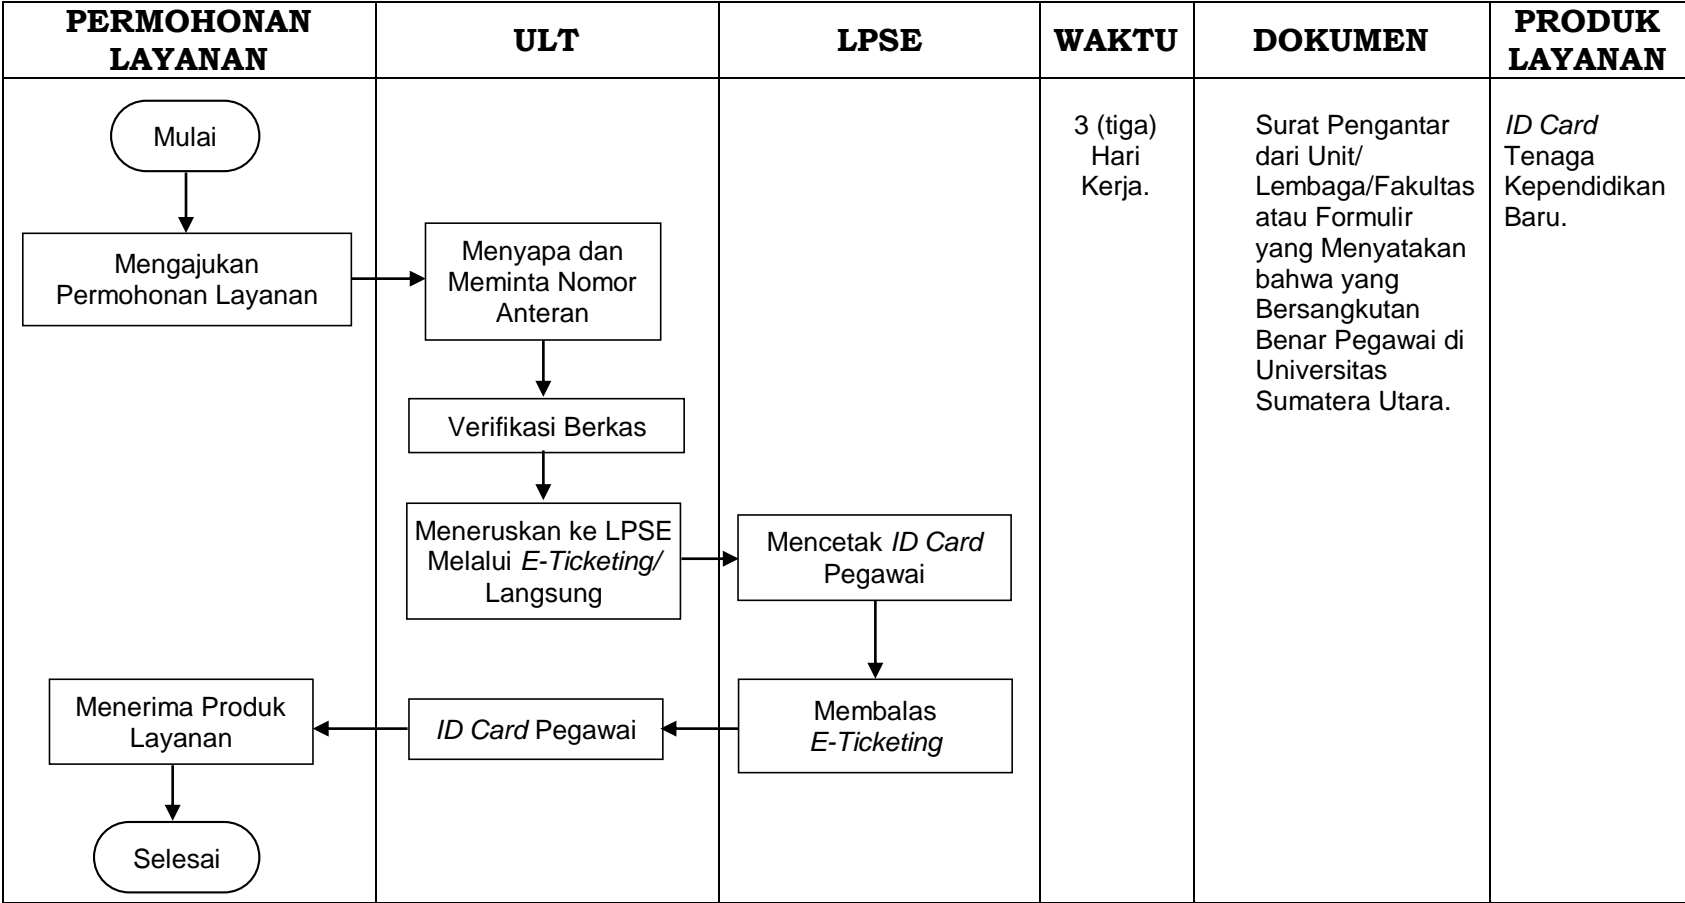 PERMOHONAN
LAYANAN
ULT
LPSE
WAKTU
DOKUMEN
PRODUK
LAYANAN
Mulai
Mengajukan
Permohonan Layanan
Menyapa dan
Meminta Nomor
Anteran
Verifikasi Berkas
Meneruskan ke LPSE
Melalui E-Ticketing/
Langsung
Mencetak ID Card
Pegawai
Membalas
E-Ticketing
ID Card Pegawai
Menerima Produk
Layanan
Selesai
3 (tiga)
Hari
Kerja.
Surat Pengantar
dari Unit/
Lembaga/Fakultas
atau Formulir
yang Menyatakan
bahwa yang
Bersangkutan
Benar Pegawai di
Universitas
Sumatera Utara.
ID Card
Tenaga
Kependidikan
Baru.